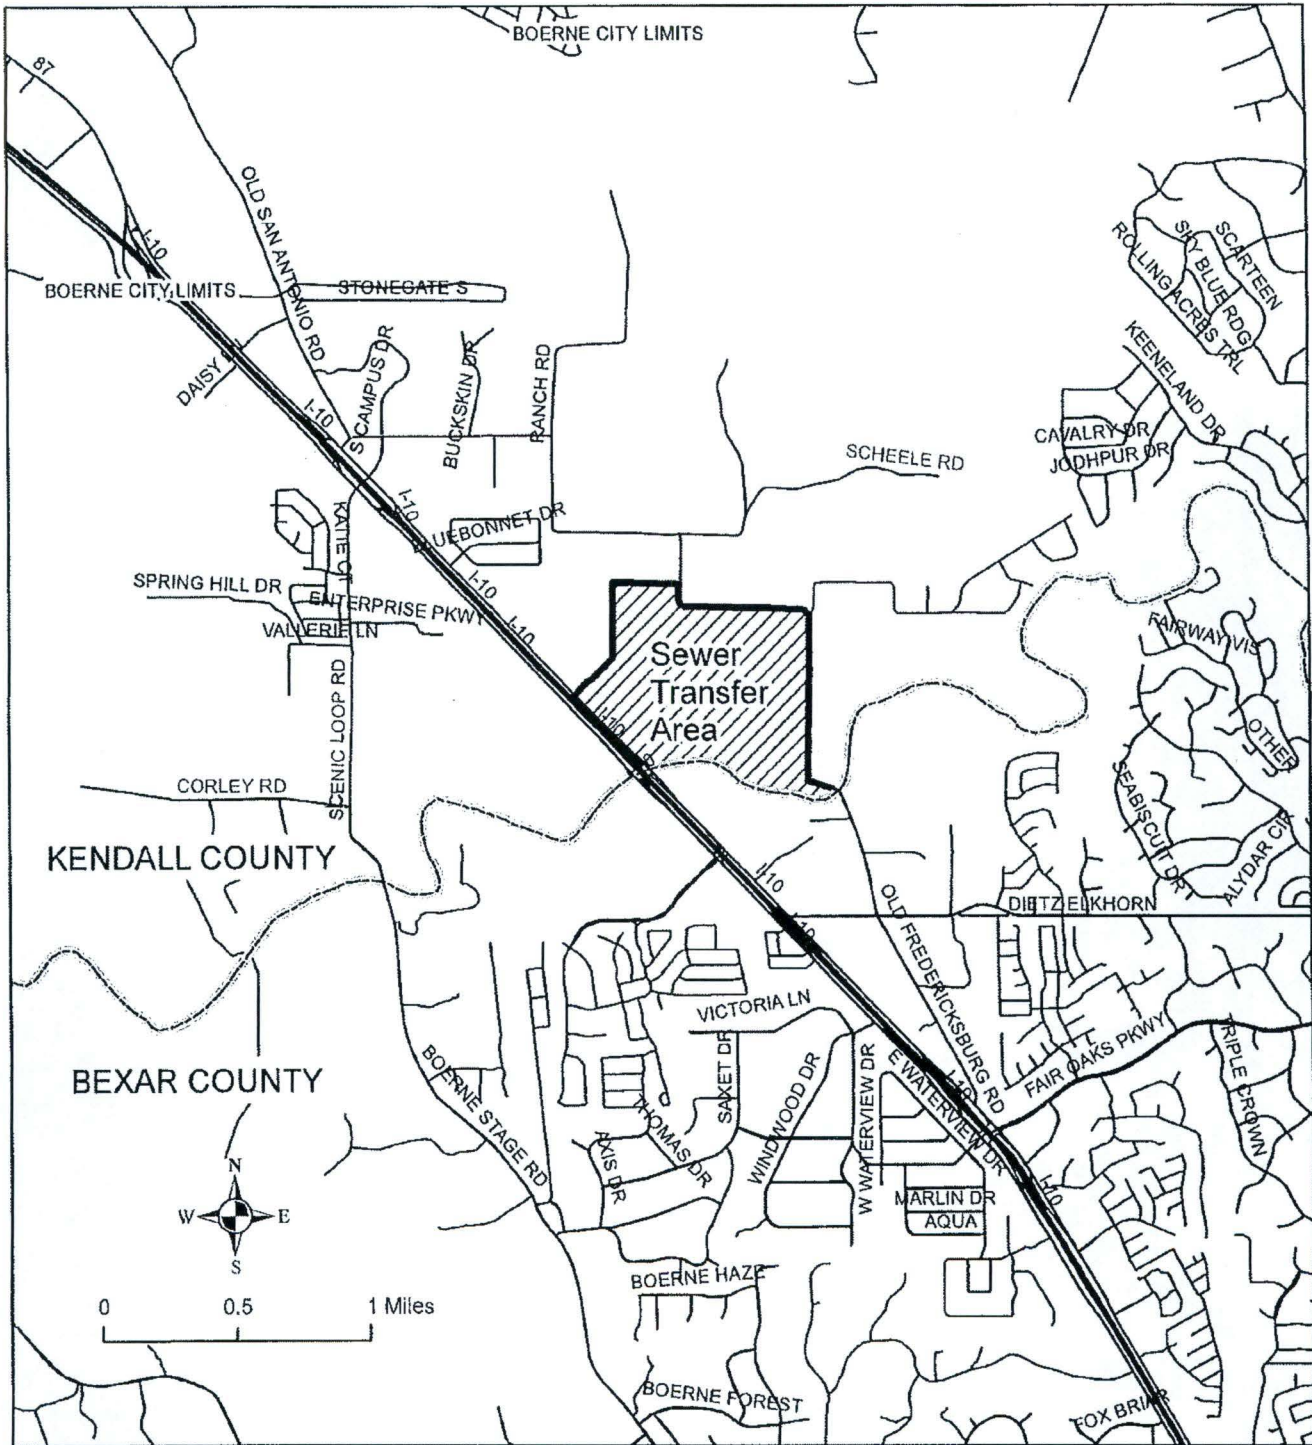 BOERNE CITY LIMITS
87
OLD SAN ANTONIO RD
I-10
BOERNE CITY LIMITS
STONEGATE S
SCARTEEN
SKY BLUE RDG
ROLLING ACRES TRL
KEENELAND DR
DAISY
S CAMPUS DR
BUCKSKIN DR
RANCH RD
I-10
CAVALRY DR
JODHPUR DR
SCHEELE RD
I-10
KATIE CT
BLUEBONNET DR
SPRING HILL DR
I-10
ENTERPRISE PKWY
I-10
VALLERIE LN
FAIRWAY VIS
Sewer
Transfer
Area
SCENIC LOOP RD
I-10
OTHER
CORLEY RD
SEABISCUIT DR
ALYDAR CIR
KENDALL COUNTY
I-10
OLD FREDERICKSBURG RD
DIETZ ELKHORN
I-10
VICTORIA LN
FAIR OAKS PKWY
TRIPLE CROWN
BEXAR COUNTY
BOERNE STAGE RD
SAXET DR
WINDWOOD DR
W WATERVIEW DR
E WATERVIEW DR
I-10
THOMAS DR
AXIS DR
I-10
MARLIN DR
AQUA
N
W E
S
BOERNE HAZE
0 0.5 1 Miles
BOERNE FOREST
FOX BRIAR